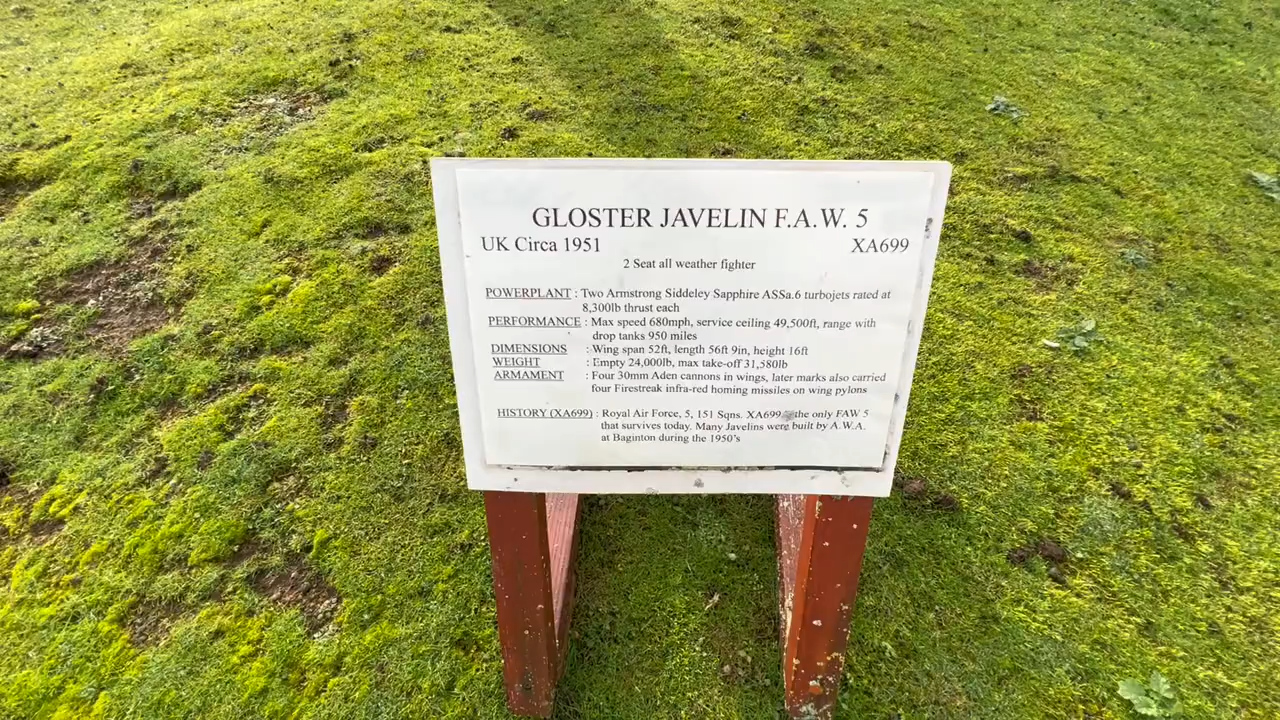 GLOSTER JAVELIN F.A.W. 5
UK Circa 1951 XA699
2 Seat all weather fighter
POWERPLANT : Two Armstrong Siddeley Sapphire ASSa.6 turbojets rated at
8,300lb thrust each
PERFORMANCE : Max speed 680mph, service ceiling 49,500ft, range with
drop tanks 950 miles
DIMENSIONS : Wing span 52ft, length 56ft 9in, height 16ft
WEIGHT : Empty 24,000lb, max take-off 31,580lb
ARMAMENT : Four 30mm Aden cannons in wings, later marks also carried
four Firestreak infra-red homing missiles on wing pylons
HISTORY (XA699) : Royal Air Force, 5, 151 Sqns. XA699 the only FAW 5
that survives today. Many Javelins were built by A.W.A.
at Baginton during the 1950's